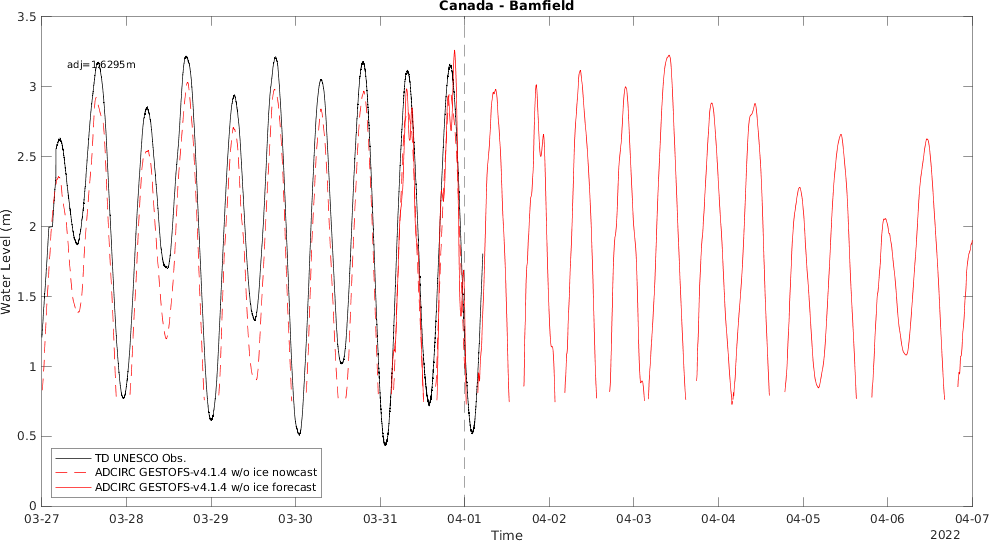 Canada - Bamfield
3.5
3
2.5
2
1.5
1
0.5
0
Water Level (m)
adj=1.6295m
TD UNESCO Obs.
ADCIRC GESTOFS-v4.1.4 w/o ice nowcast
ADCIRC GESTOFS-v4.1.4 w/o ice forecast
03-27 03-28 03-29 03-30 03-31 04-01 04-02 04-03 04-04 04-05 04-06 04-07
Time
2022